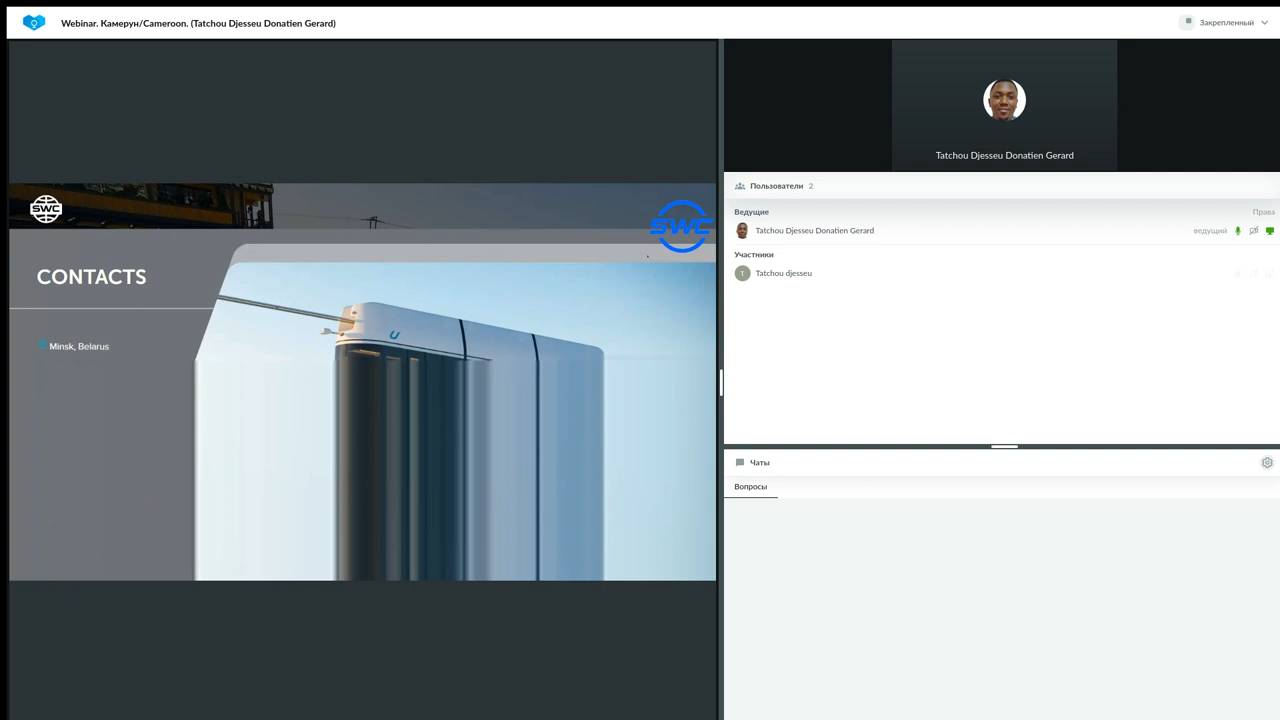 Webinar. Камерун/Cameroon. (Tatchou Djesseu Donatien Gerard)
Закрепленный
SWC
SWC
CONTACTS
Minsk, Belarus
U
Tatchou Djesseu Donatien Gerard
Пользователи 2
Ведущие Права
Tatchou Djesseu Donatien Gerard ведущий
Участники
T Tatchou djesseu
Чаты
Вопросы